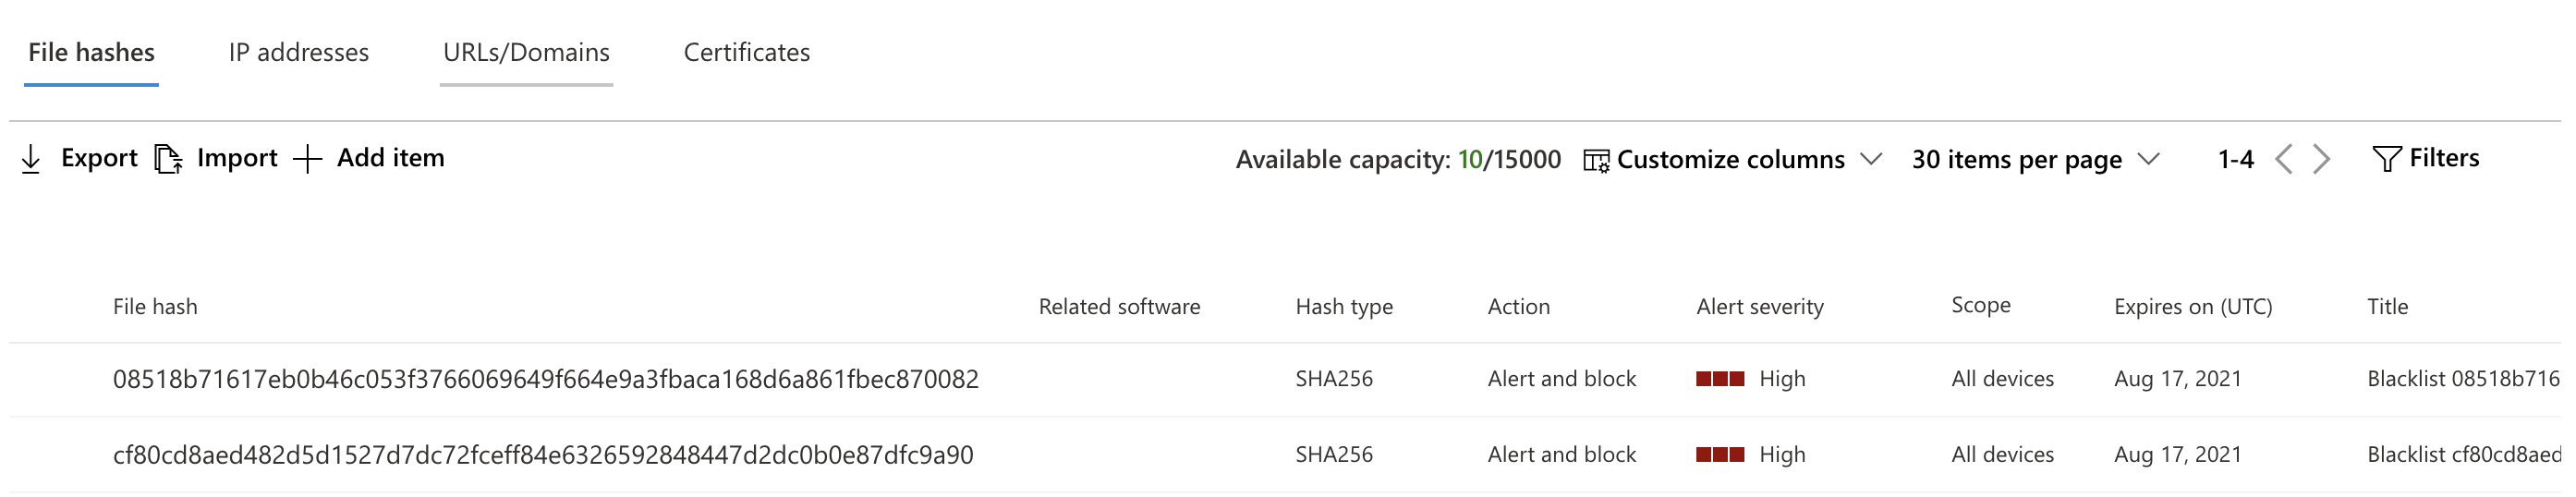 File hashes IP addresses URLs/Domains Certificates
Export Import Add item Available capacity: 10/15000 Customize columns 30 items per page 1-4 Filters
File hash Related software Hash type Action Alert severity Scope Expires on (UTC) Title
08518b71617eb0b46c053f3766069649f664e9a3fbaca168d6a861fbec870082 SHA256 Alert and block High All devices Aug 17, 2021 Blacklist 08518b716
cf80cd8aed482d5d1527d7dc72fceff84e6326592848447d2dc0b0e87dfc9a90 SHA256 Alert and block High All devices Aug 17, 2021 Blacklist cf80cd8aed